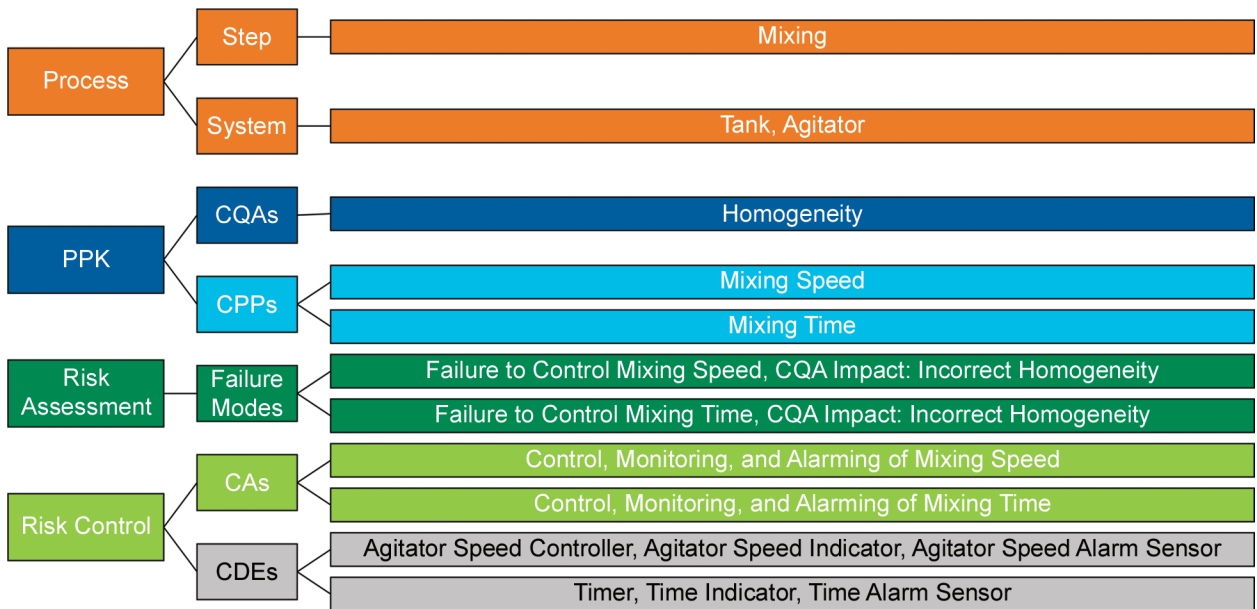 Process
Step
Mixing
System
Tank, Agitator
PPK
CQAs
Homogeneity
CPPs
Mixing Speed
Mixing Time
Risk
Assessment
Failure
Modes
Failure to Control Mixing Speed, CQA Impact: Incorrect Homogeneity
Failure to Control Mixing Time, CQA Impact: Incorrect Homogeneity
Risk Control
CAs
Control, Monitoring, and Alarming of Mixing Speed
Control, Monitoring, and Alarming of Mixing Time
CDEs
Agitator Speed Controller, Agitator Speed Indicator, Agitator Speed Alarm Sensor
Timer, Time Indicator, Time Alarm Sensor